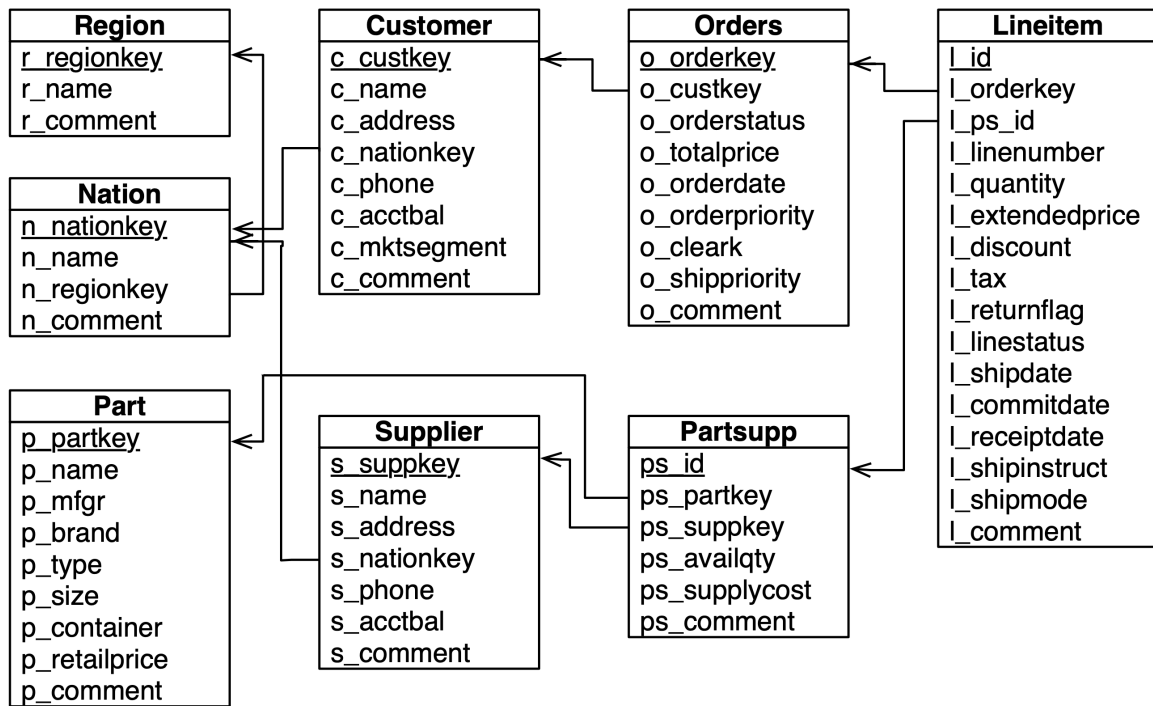 Region
r_regionkey
r_name
r_comment
Nation
n_nationkey
n_name
n_regionkey
n_comment
Part
p_partkey
p_name
p_mfgr
p_brand
p_type
p_size
p_container
p_retailprice
p_comment
Customer
c_custkey
c_name
c_address
c_nationkey
c_phone
c_acctbal
c_mktsegment
c_comment
Supplier
s_suppkey
s_name
s_address
s_nationkey
s_phone
s_acctbal
s_comment
Orders
o_orderkey
o_custkey
o_orderstatus
o_totalprice
o_orderdate
o_orderpriority
o_cleark
o_shippriority
o_comment
Partsupp
ps_id
ps_partkey
ps_suppkey
ps_availqty
ps_supplycost
ps_comment
Lineitem
l_id
l_orderkey
l_ps_id
l_linenumber
l_quantity
l_extendedprice
l_discount
l_tax
l_returnflag
l_linestatus
l_shipdate
l_commitdate
l_receiptdate
l_shipinstruct
l_shipmode
l_comment